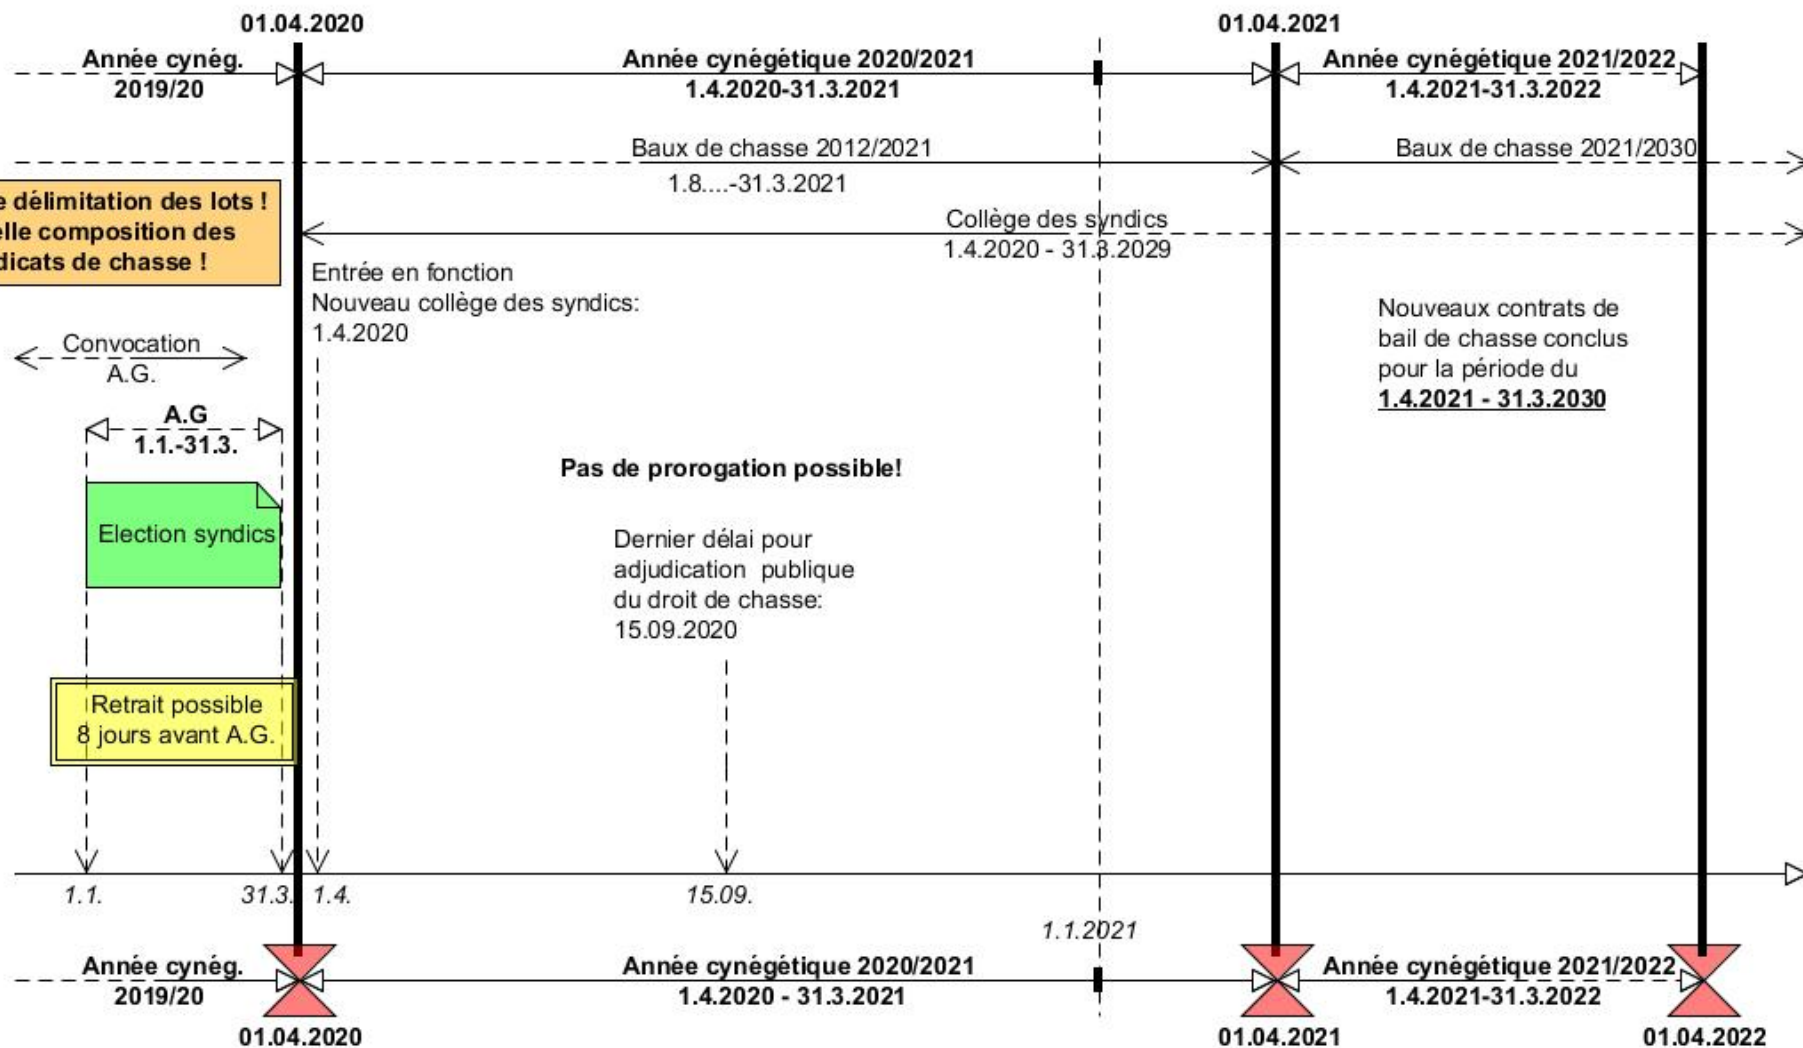 01.04.2020
01.04.2021
Année cynég.
2019/20
Année cynégétique 2020/2021
1.4.2020-31.3.2021
Année cynégétique 2021/2022
1.4.2021-31.3.2022
Baux de chasse 2012/2021
1.8....-31.3.2021
Baux de chasse 2021/2030
e délimitation des lots !
elle composition des
dicats de chasse !
Collège des syndics
1.4.2020 - 31.3.2029
Entrée en fonction
Nouveau collège des syndics:
1.4.2020
Nouveaux contrats de
bail de chasse conclus
pour la période du
1.4.2021 - 31.3.2030
Convocation
A.G.
A.G
1.1.-31.3.
Pas de prorogation possible!
Election syndics
Dernier délai pour
adjudication publique
du droit de chasse:
15.09.2020
Retrait possible
8 jours avant A.G.
1.1.
31.3.
1.4.
15.09.
1.1.2021
Année cynég.
2019/20
Année cynégétique 2020/2021
1.4.2020 - 31.3.2021
Année cynégétique 2021/2022
1.4.2021-31.3.2022
01.04.2020
01.04.2021
01.04.2022